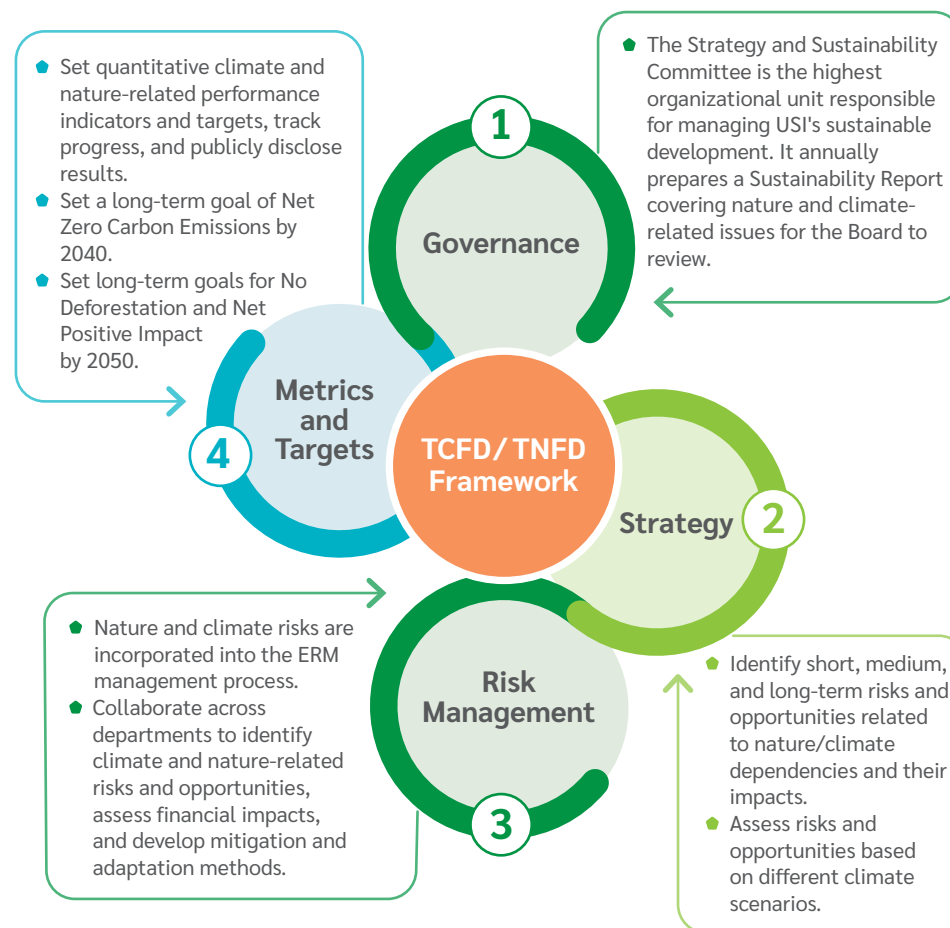 1
Governance
The Strategy and Sustainability
Committee is the highest
organizational unit responsible
for managing USI's sustainable
development. It annually
prepares a Sustainability Report
covering nature and climate-
related issues for the Board to
review.
TCFD/ TNFD
Framework
Strategy
2
Identify short, medium,
and long-term risks and
opportunities related
to nature/climate
dependencies and their
impacts.
Assess risks and
opportunities based
on different climate
scenarios.
Risk
Management
3
Nature and climate risks are
incorporated into the ERM
management process.
Collaborate across
departments to identify
climate and nature-related
risks and opportunities,
assess financial impacts,
and develop mitigation and
adaptation methods.
Metrics
and
Targets
4
Set quantitative climate and
nature-related performance
indicators and targets, track
progress, and publicly disclose
results.
Set a long-term goal of Net
Zero Carbon Emissions by
2040.
Set long-term goals for No
Deforestation and Net
Positive Impact
by 2050.